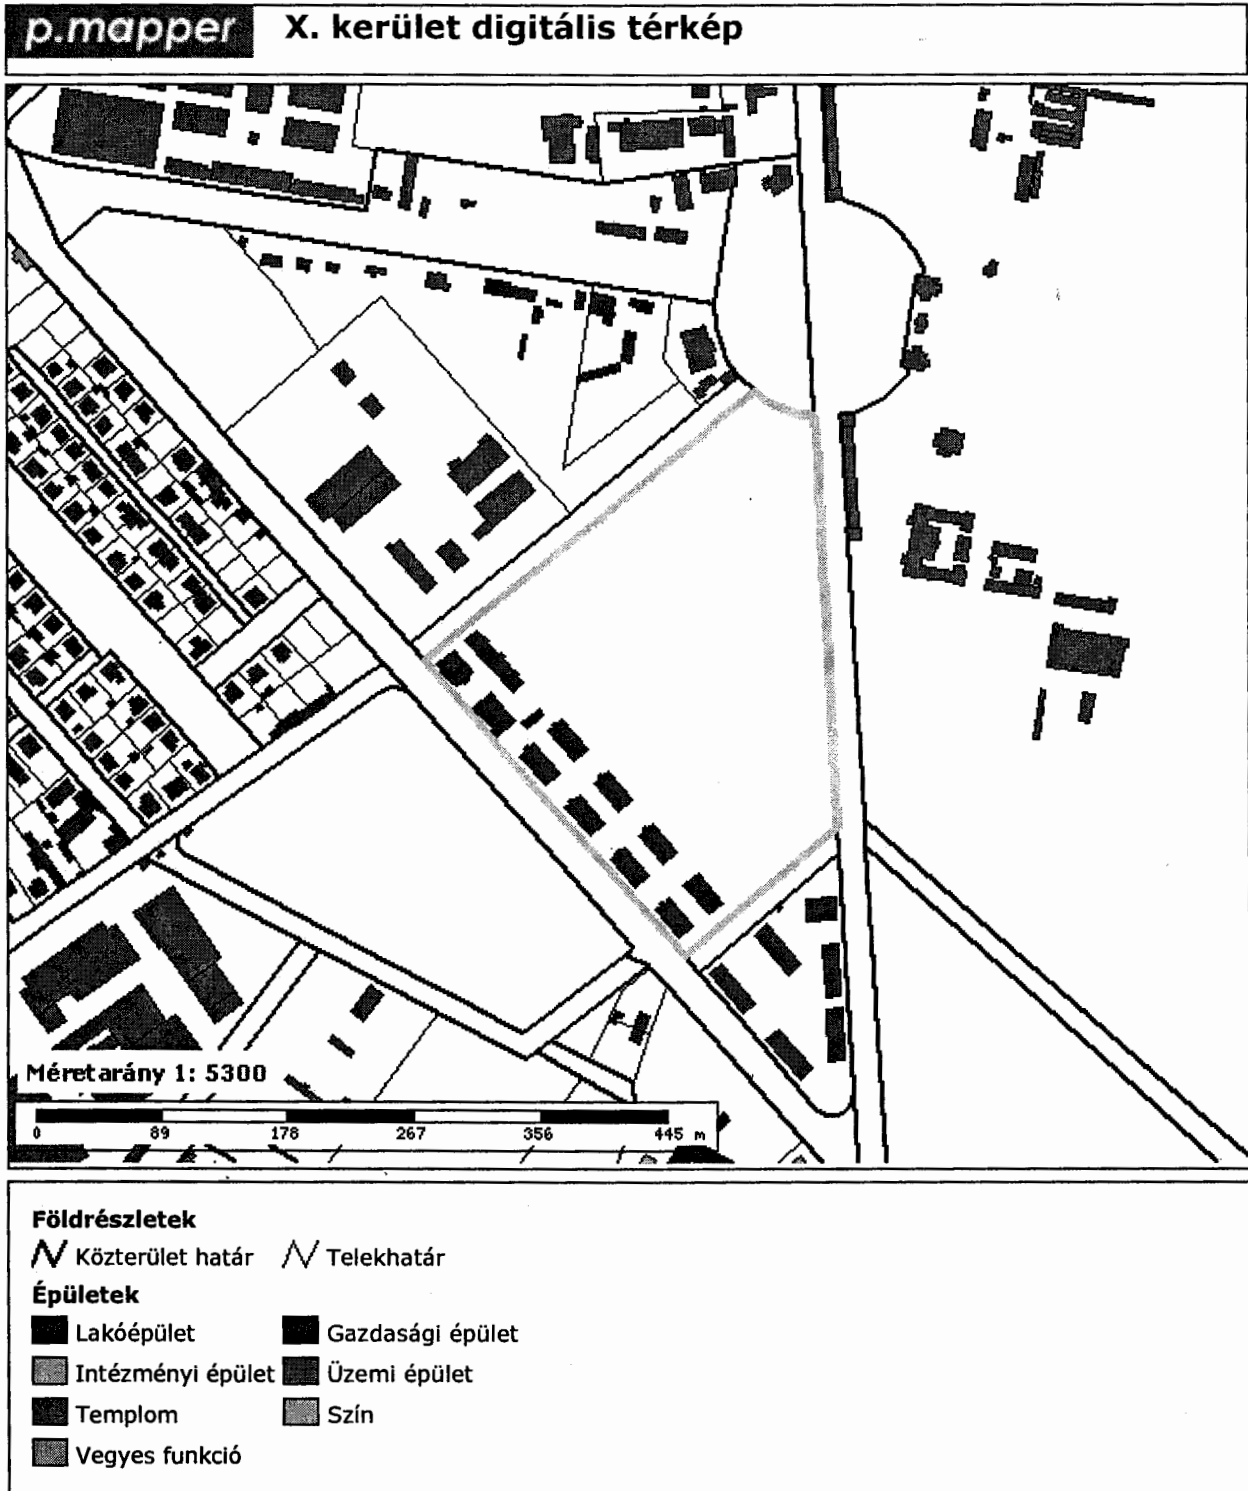 p.mapper X. kerület digitális térkép
Méretarány 1: 5300
0 89 178 267 356 445 m
Földrészletek
Közterület határ Telekhatár
Épületek
Lakóépület Gazdasági épület
Intézményi épület Üzemi épület
Templom Szín
Vegyes funkció